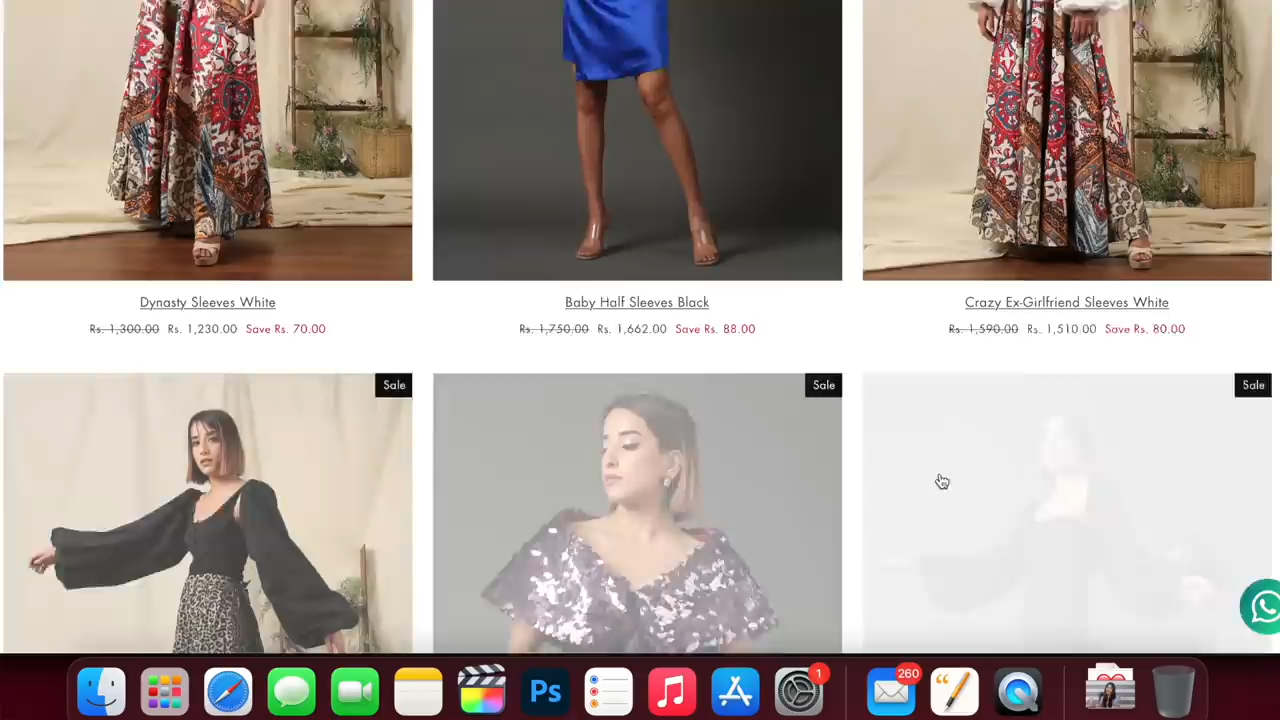 Dynasty Sleeves White
Rs. 1,300.00 Rs. 1,230.00 Save Rs. 70.00
Baby Half Sleeves Black
Rs. 1,750.00 Rs. 1,662.00 Save Rs. 88.00
Crazy Ex-Girlfriend Sleeves White
Rs. 1,590.00 Rs. 1,510.00 Save Rs. 80.00
Sale
Sale
Sale
Ps
1
260